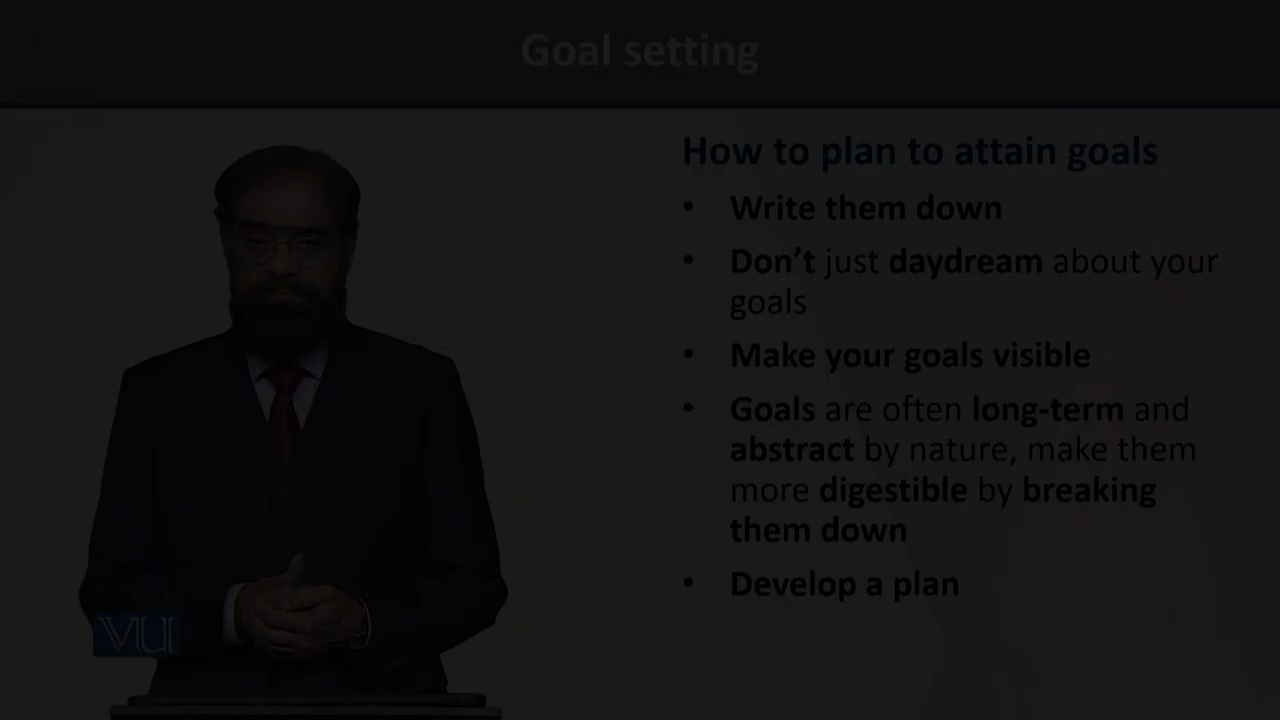 Goal setting
How to plan to attain goals
• Write them down
• Don’t just daydream about your
goals
• Make your goals visible
• Goals are often long-term and
abstract by nature, make them
more digestible by breaking
them down
• Develop a plan
VU